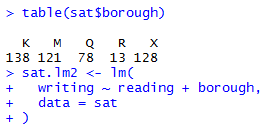 > table(sat$borough)
K M Q R X
138 121 78 13 128
> sat.lm2 <- lm(
+ writing ~ reading + borough,
+ data = sat
+ )